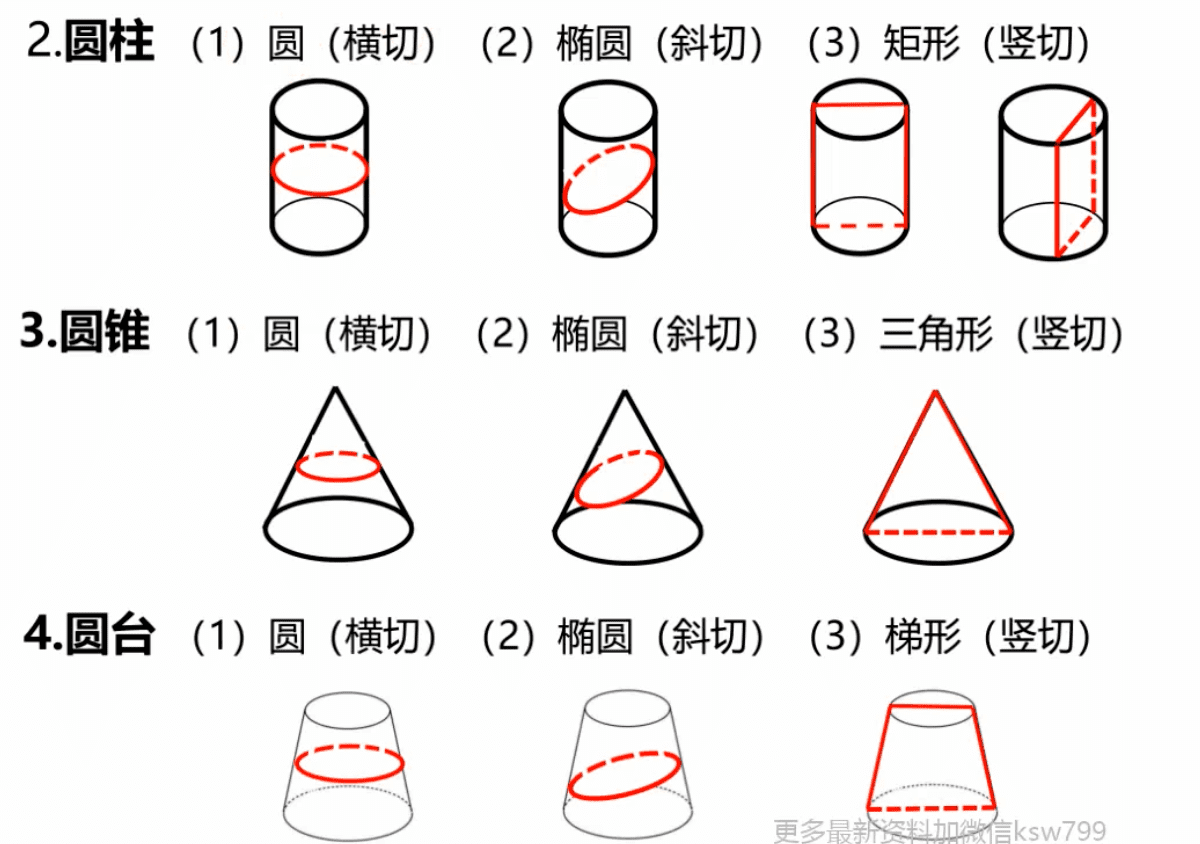 2.圆柱 （1）圆（横切） （2）椭圆（斜切） （3）矩形（竖切）
3.圆锥 （1）圆（横切） （2）椭圆（斜切） （3）三角形（竖切）
4.圆台 （1）圆（横切） （2）椭圆（斜切） （3）梯形（竖切）
更多最新资料加微信ksw799